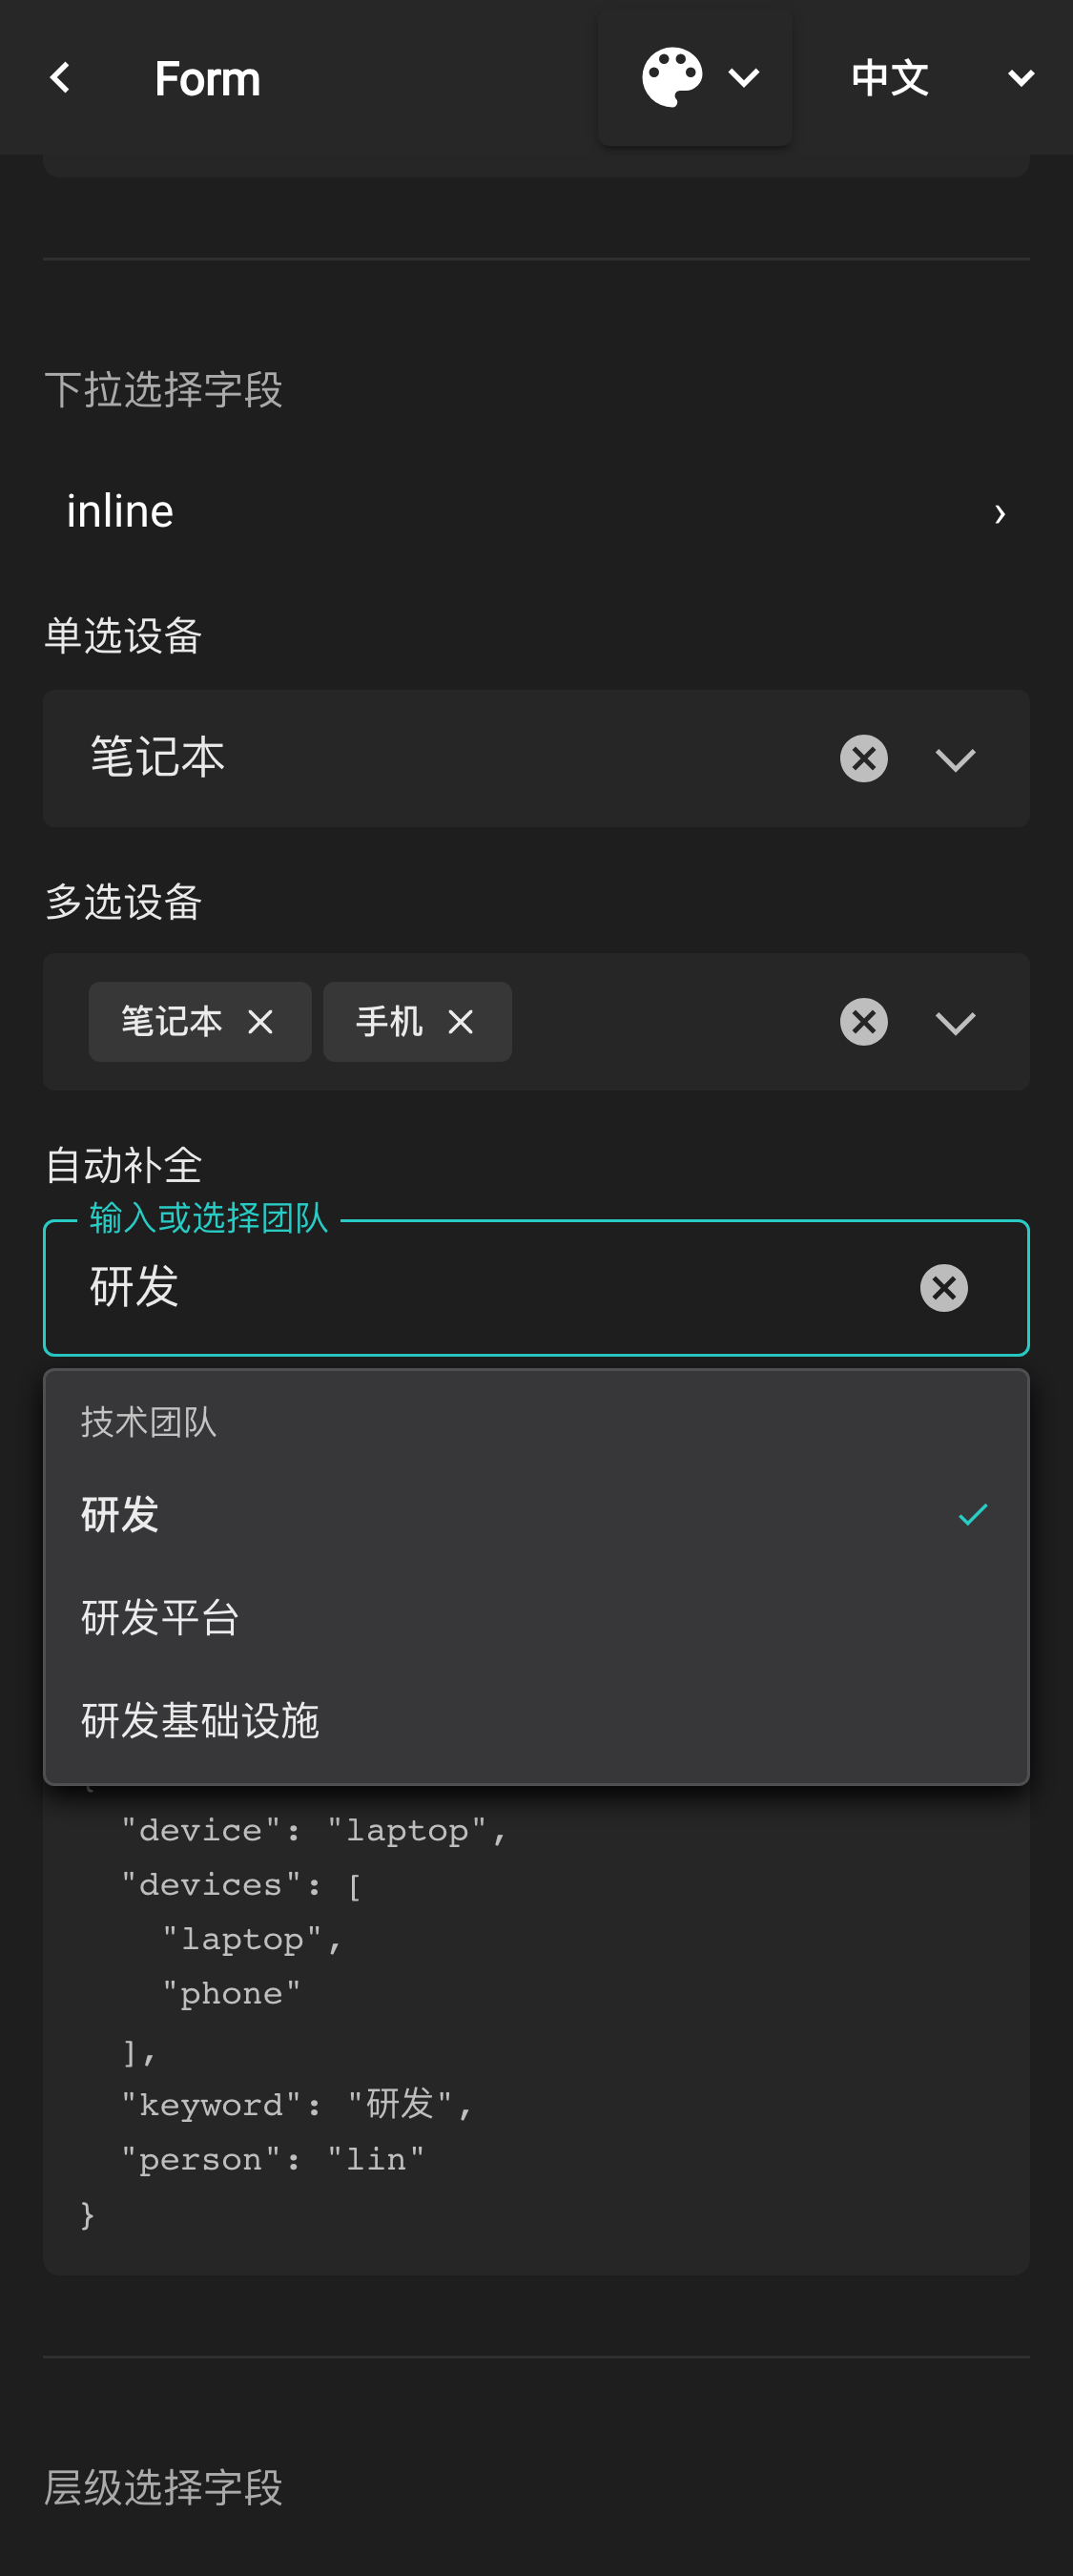 Form
中文
下拉选择字段
inline
单选设备
笔记本
多选设备
笔记本 手机
自动补全
输入或选择团队
研发
技术团队
研发
研发平台
研发基础设施
{
"device": "laptop",
"devices": [
"laptop",
"phone"
],
"keyword": "研发",
"person": "lin"
}
层级选择字段